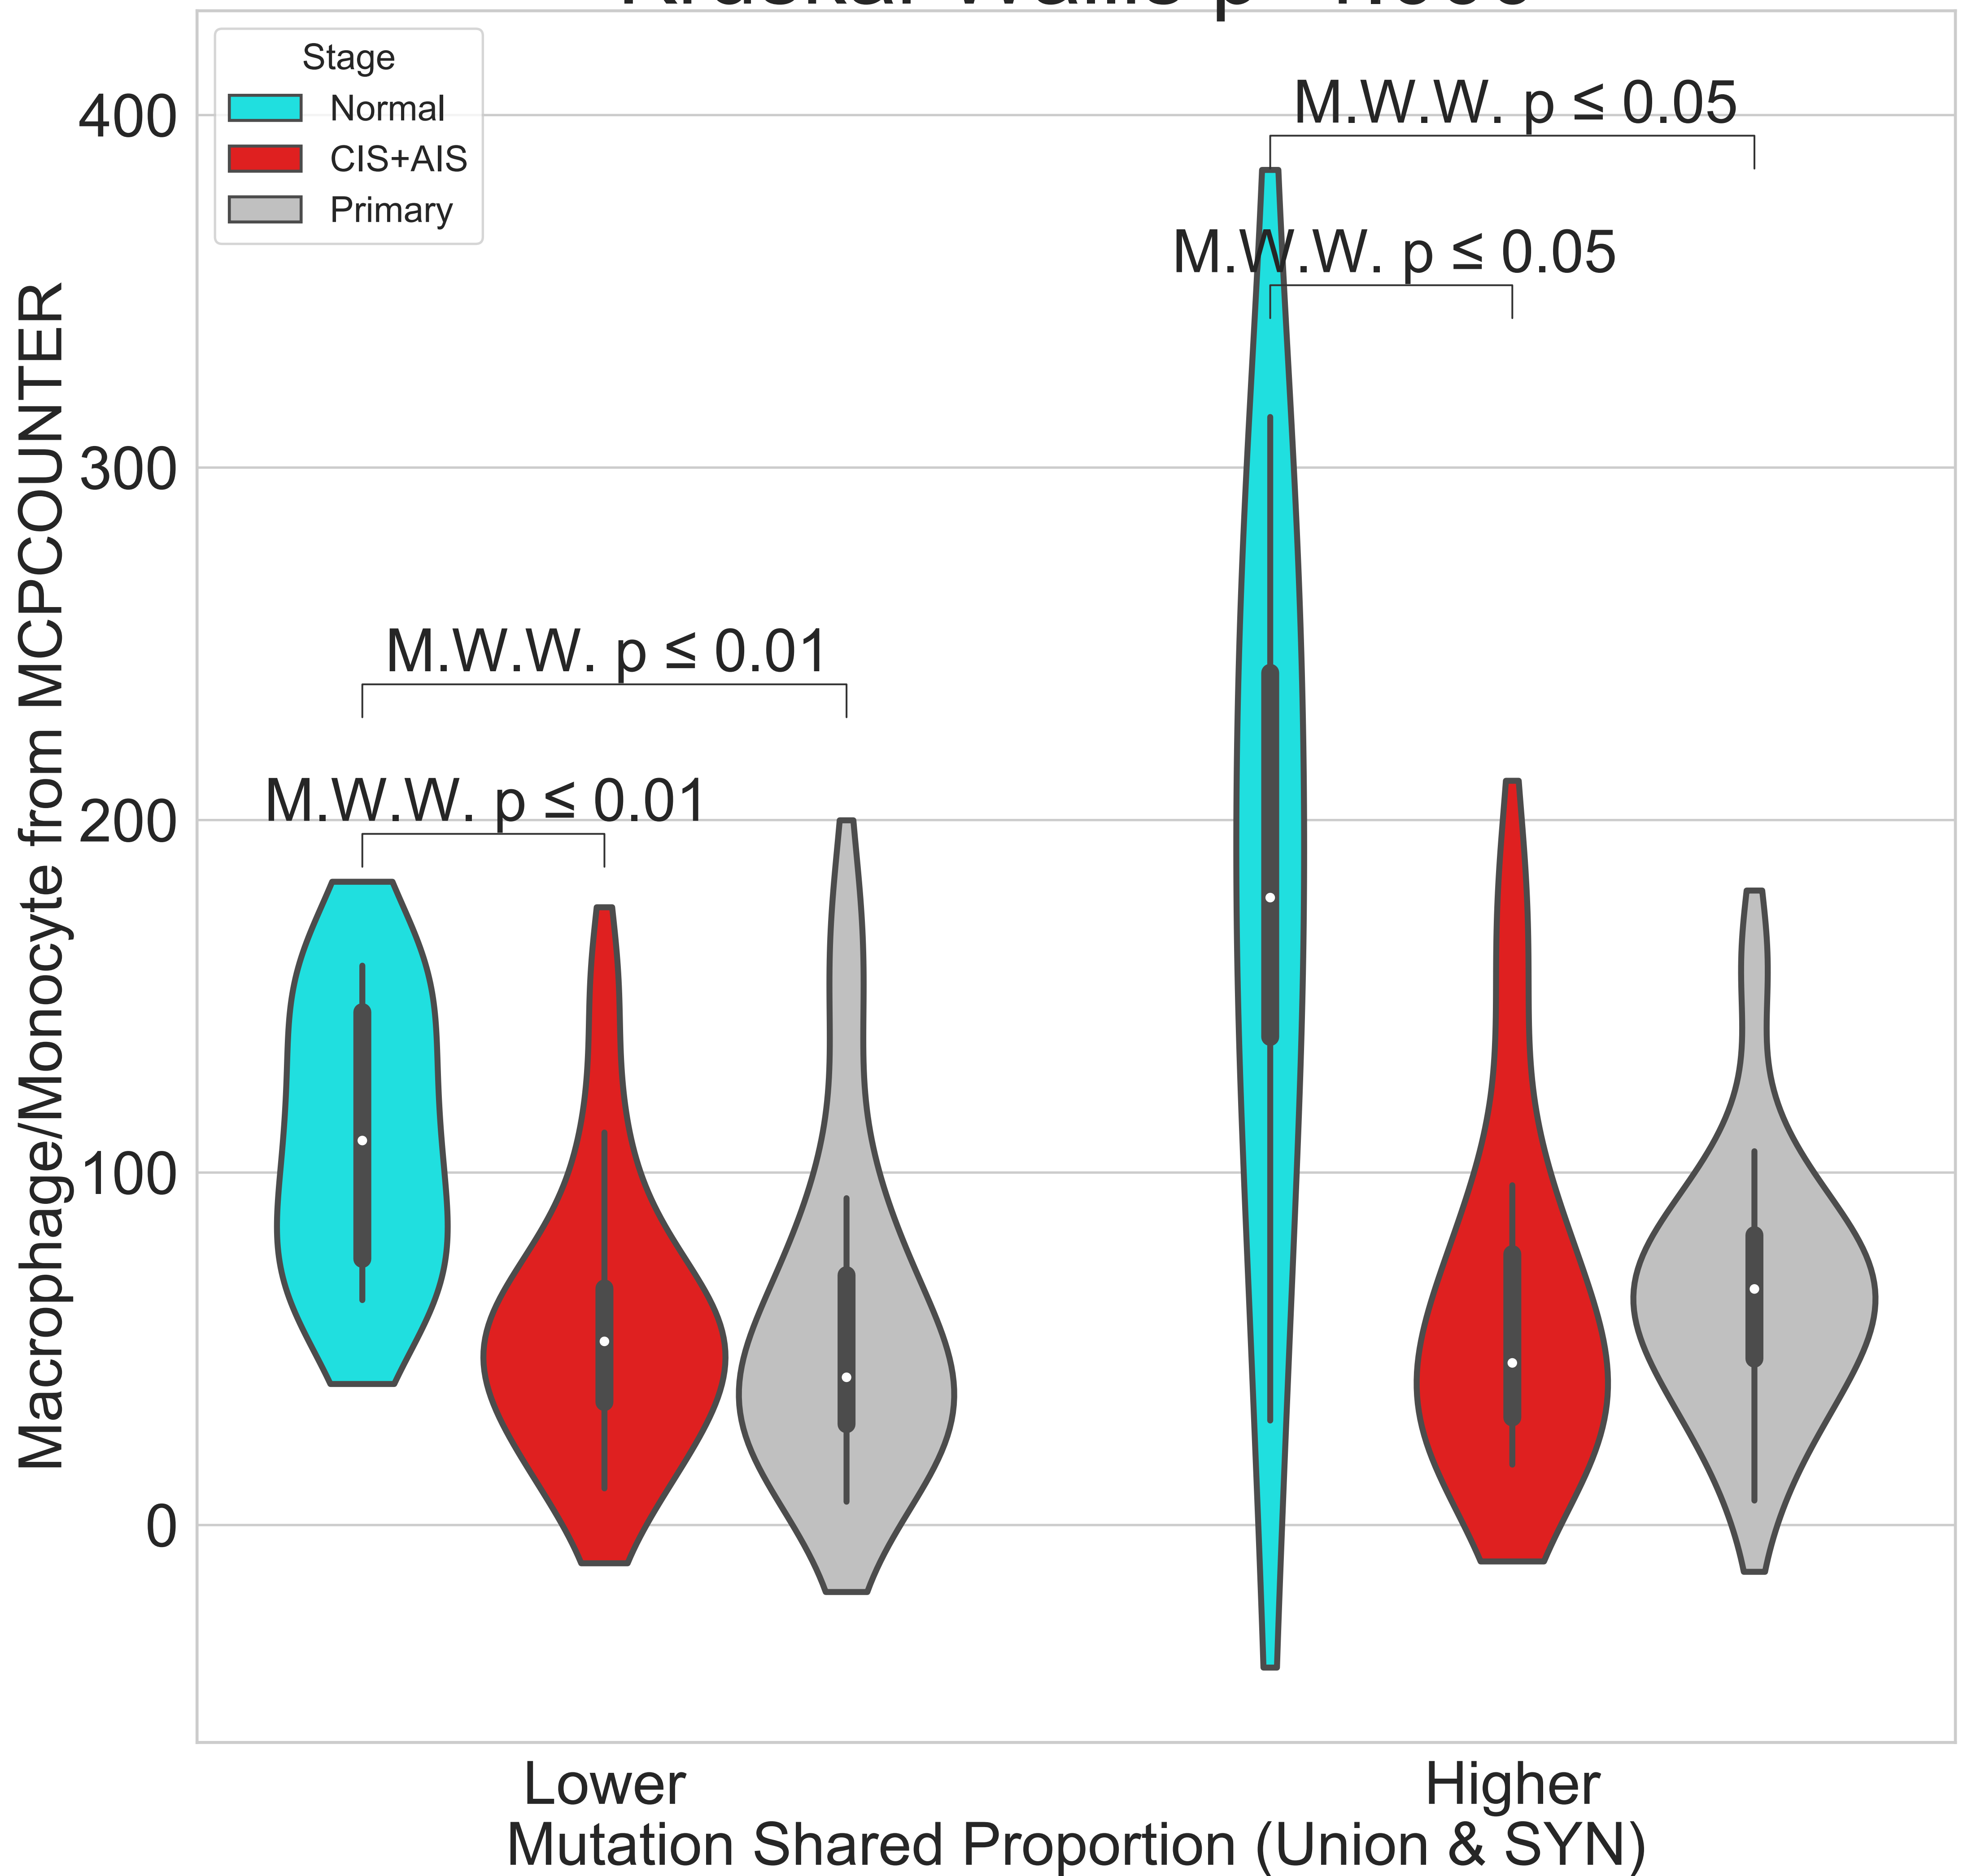 Stage
Normal
CIS+AIS
Primary
M.W.W. p ≤ 0.05
M.W.W. p ≤ 0.05
M.W.W. p ≤ 0.01
M.W.W. p ≤ 0.01
400
300
200
100
0
Macrophage/Monocyte from MCPCOUNTER
Lower
Higher
Mutation Shared Proportion (Union & SYN)